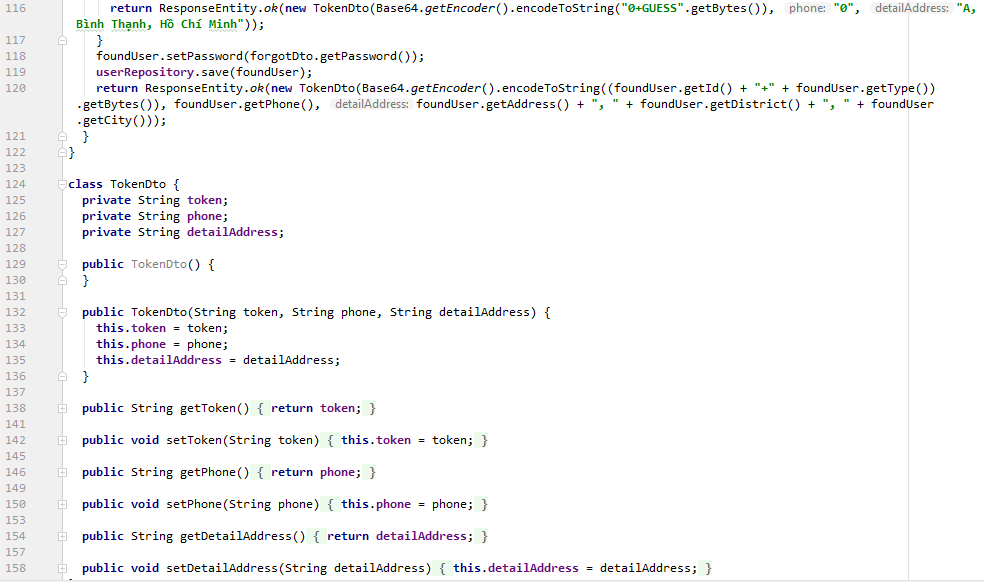 116 return ResponseEntity.ok(new TokenDto(Base64.getEncoder().encodeToString("0+GUESS".getBytes()), phone: "0", detailAddress: "A,
Bình Thạnh, Hồ Chí Minh"));
117 }
118 foundUser.setPassword(forgotDto.getPassword());
119 userRepository.save(foundUser);
120 return ResponseEntity.ok(new TokenDto(Base64.getEncoder().encodeToString((foundUser.getId() + "+" + foundUser.getType())
.getBytes()), foundUser.getPhone(), detailAddress: foundUser.getAddress() + ", " + foundUser.getDistrict() + ", " + foundUser
.getCity()));
121 }
122 }
123
124 class TokenDto {
125 private String token;
126 private String phone;
127 private String detailAddress;
128
129 public TokenDto() {
130 }
131
132 public TokenDto(String token, String phone, String detailAddress) {
133 this.token = token;
134 this.phone = phone;
135 this.detailAddress = detailAddress;
136 }
137
138 public String getToken() { return token; }
141
142 public void setToken(String token) { this.token = token; }
145
146 public String getPhone() { return phone; }
149
150 public void setPhone(String phone) { this.phone = phone; }
153
154 public String getDetailAddress() { return detailAddress; }
157
158 public void setDetailAddress(String detailAddress) { this.detailAddress = detailAddress; }